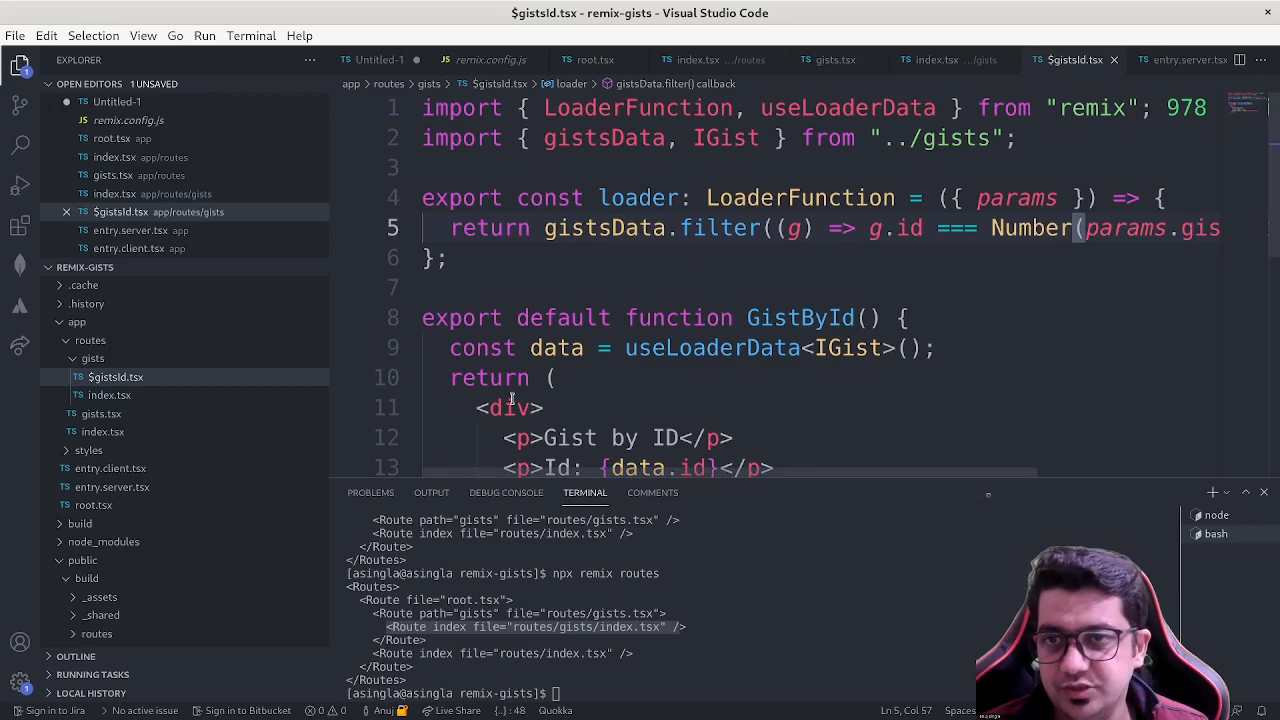 $gistsId.tsx - remix-gists - Visual Studio Code
File Edit Selection View Go Run Terminal Help
EXPLORER
Untitled-1 remix.config.js root.tsx index.tsx .../routes gists.tsx index.tsx .../gists $gistsId.tsx entry.server.tsx
OPEN EDITORS 1 UNSAVED
Untitled-1
remix.config.js
root.tsx app
index.tsx app/routes
gists.tsx app/routes
index.tsx app/routes/gists
$gistsId.tsx app/routes/gists
entry.server.tsx app
entry.client.tsx app
REMIX-GISTS
.cache
.history
app
routes
gists
$gistsId.tsx
index.tsx
gists.tsx
index.tsx
styles
entry.client.tsx
entry.server.tsx
root.tsx
build
node_modules
public
build
_assets
_shared
routes
OUTLINE
RUNNING TASKS
LOCAL HISTORY
app > routes > gists > $gistsId.tsx > loader > gistsData.filter() callback
1 import { LoaderFunction, useLoaderData } from "remix"; 978
2 import { gistsData, IGist } from "../gists";
3
4 export const loader: LoaderFunction = ({ params }) => {
5 return gistsData.filter((g) => g.id === Number(params.gis
6 };
7
8 export default function GistById() {
9 const data = useLoaderData<IGist>();
10 return (
11 <div>
12 <p>Gist by ID</p>
13 <p>Id: {data.id}</p>
PROBLEMS OUTPUT DEBUG CONSOLE TERMINAL COMMENTS
<Route path="gists" file="routes/gists.tsx" />
<Route index file="routes/index.tsx" />
</Route>
</Routes>
[asingla@asingla remix-gists]$ npx remix routes
<Routes>
<Route file="root.tsx">
<Route path="gists" file="routes/gists.tsx">
<Route index file="routes/gists/index.tsx" />
</Route>
<Route index file="routes/index.tsx" />
</Route>
</Routes>
[asingla@asingla remix-gists]$
node
bash
Sign in to Jira No active issue Sign in to Bitbucket 0 0 Anuj Live Share {..} : 48 Quokka Ln 5, Col 57 Spaces